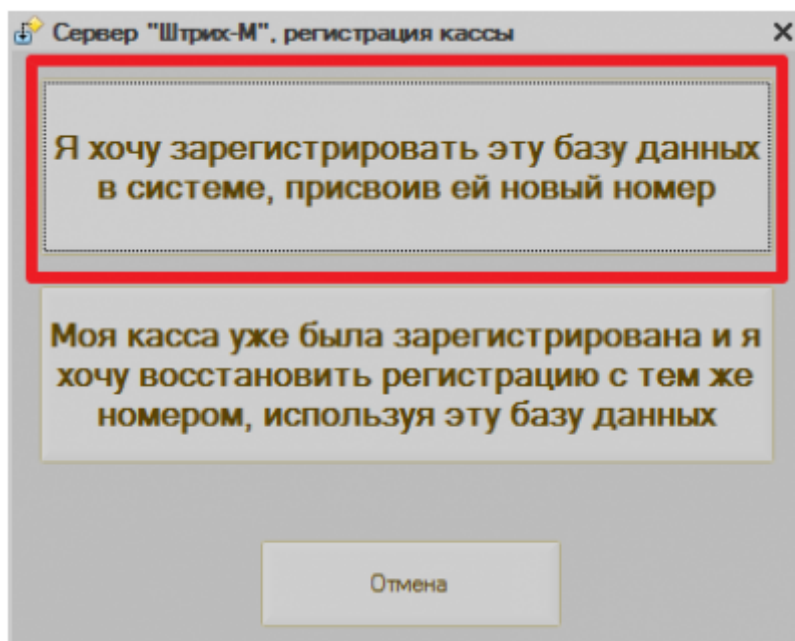 Сервер "Штрих-М", регистрация кассы
Я хочу зарегистрировать эту базу данных
в системе, присвоив ей новый номер
Моя касса уже была зарегистрирована и я
хочу восстановить регистрацию с тем же
номером, используя эту базу данных
Отмена